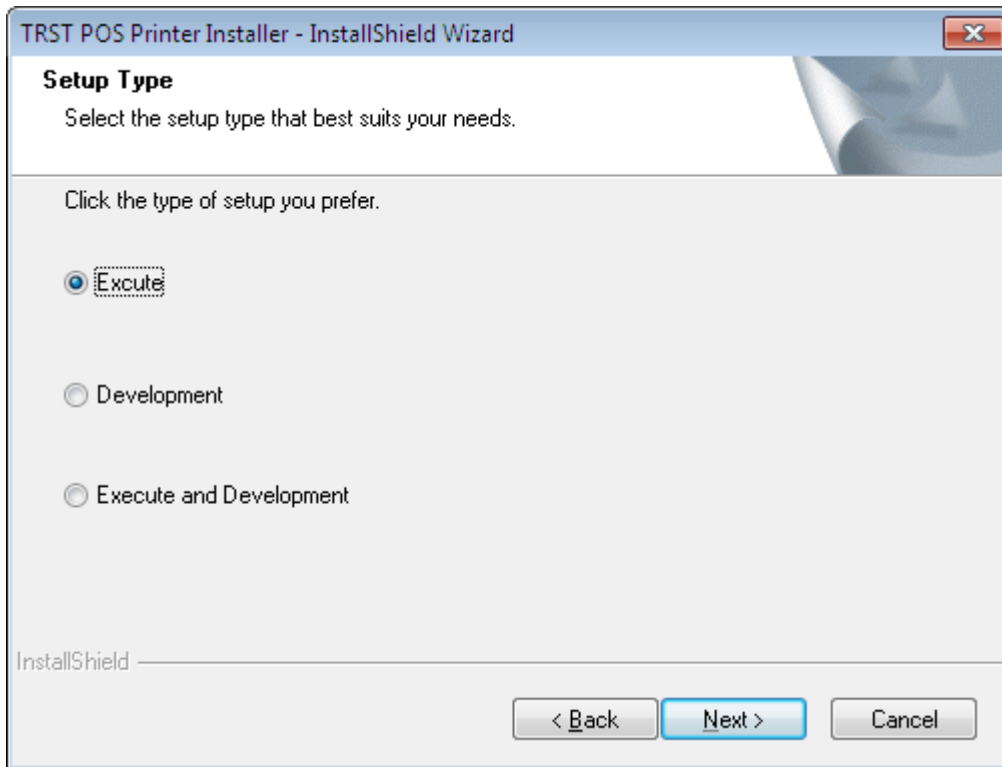 TRST POS Printer Installer - InstallShield Wizard
Setup Type
Select the setup type that best suits your needs.
Click the type of setup you prefer.
Excute
Development
Execute and Development
InstallShield
< Back Next > Cancel